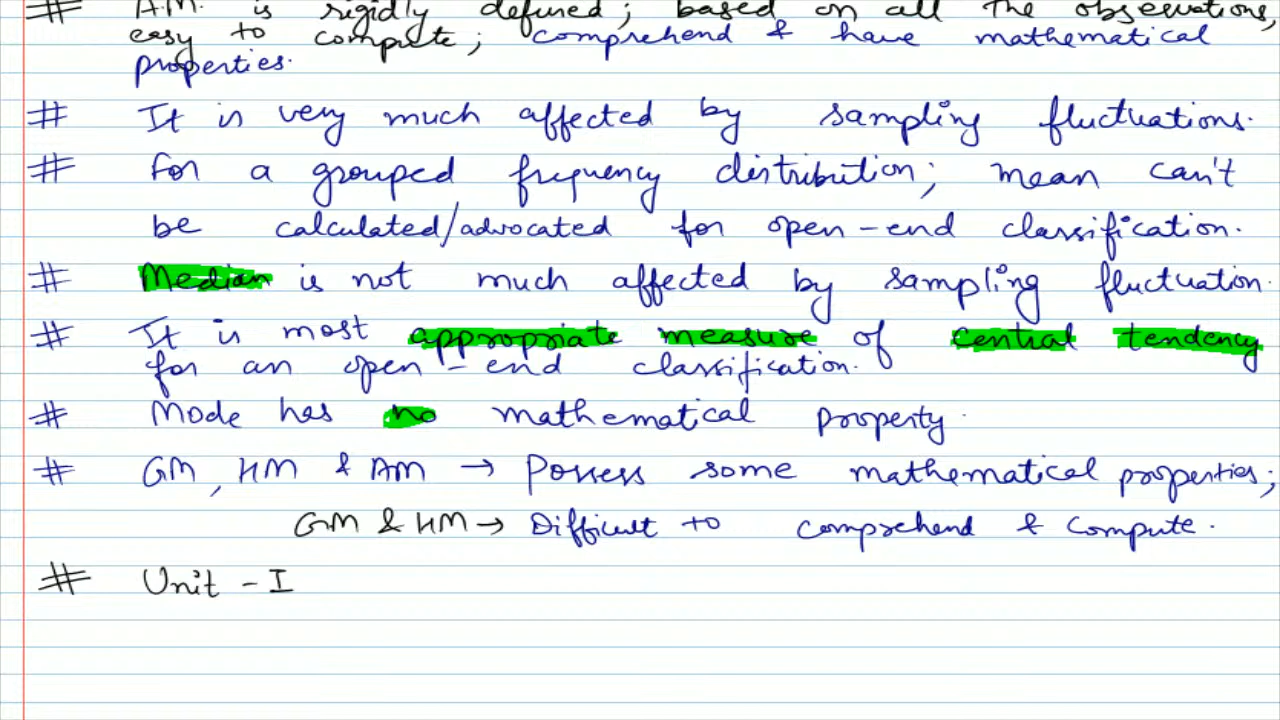 # A.M. is rigidly defined; based on all the observations,
easy to compute; comprehend & have mathematical
properties.
# It is very much affected by sampling fluctuations.
# For a grouped frequency distribution; mean can't
be calculated/advocated for open-end classification.
# Median is not much affected by sampling fluctuation.
# It is most appropriate measure of central tendency
for an open-end classification.
# Mode has no mathematical property.
# GM, HM & AM → Possess some mathematical properties;
GM & HM → Difficult to comprehend & compute.
# Unit - I